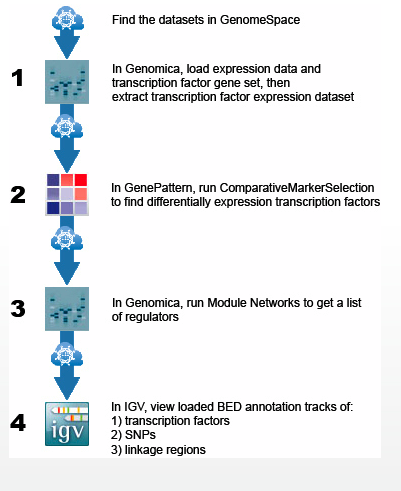 Find the datasets in GenomeSpace
1
In Genomica, load expression data and
transcription factor gene set, then
extract transcription factor expression dataset
2
In GenePattern, run ComparativeMarkerSelection
to find differentially expression transcription factors
3
In Genomica, run Module Networks to get a list
of regulators
4
igv
In IGV, view loaded BED annotation tracks of:
1) transcription factors
2) SNPs
3) linkage regions